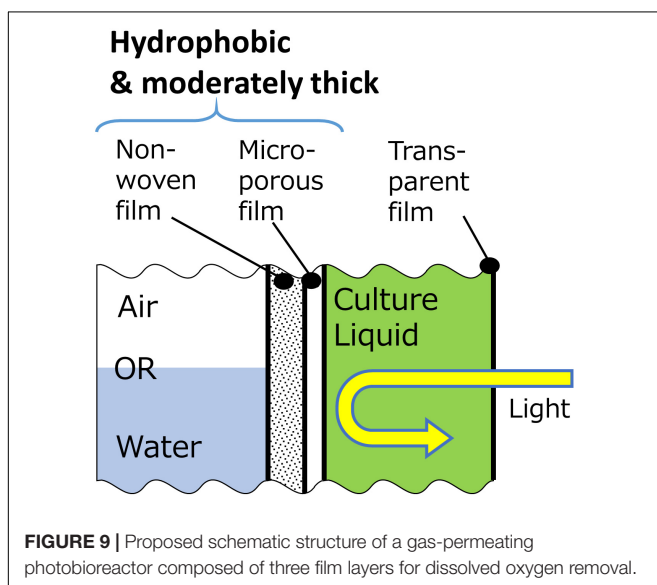 Hydrophobic
& moderately thick
Non-
woven
film
Micro-
porous
film
Trans-
parent
film
Air
OR
Water
Culture
Liquid
Light
FIGURE 9 | Proposed schematic structure of a gas-permeating
photobioreactor composed of three film layers for dissolved oxygen removal.